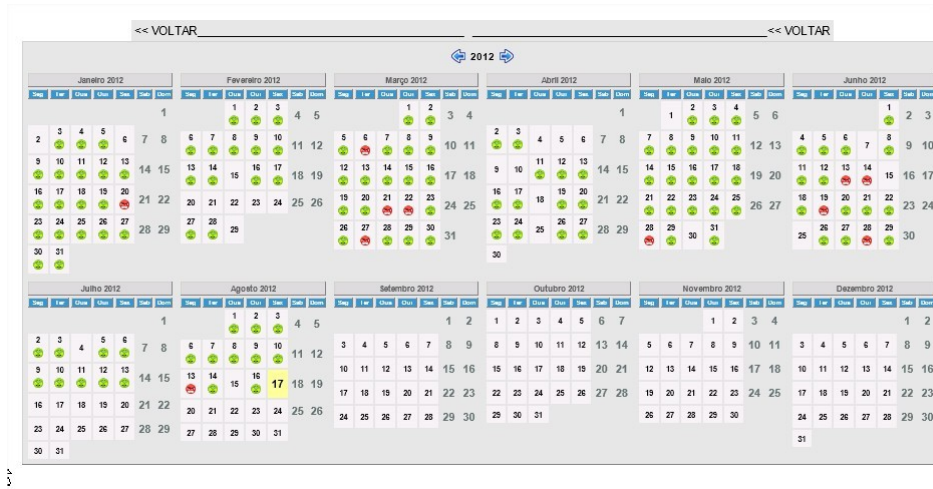 << VOLTAR_____________________________________________ _____________________________________________<< VOLTAR
2012
Janeiro 2012 Fevereiro 2012 Março 2012 Abril 2012 Maio 2012 Junho 2012
Seg Ter Qua Qui Sex Sab Dom Seg Ter Qua Qui Sex Sab Dom Seg Ter Qua Qui Sex Sab Dom Seg Ter Qua Qui Sex Sab Dom Seg Ter Qua Qui Sex Sab Dom Seg Ter Qua Qui Sex Sab Dom
1 1 2 3 4 5 1 2 3 4 1 1 2 3 4 5 6 1 2 3
2 3 4 5 6 7 8 6 7 8 9 10 11 12 5 6 7 8 9 10 11 2 3 4 5 6 7 8 7 8 9 10 11 12 13 4 5 6 7 8 9 10
9 10 11 12 13 14 15 13 14 15 16 17 18 19 12 13 14 15 16 17 18 9 10 11 12 13 14 15 14 15 16 17 18 19 20 11 12 13 14 15 16 17
16 17 18 19 20 21 22 20 21 22 23 24 25 26 19 20 21 22 23 24 25 16 17 18 19 20 21 22 21 22 23 24 25 26 27 18 19 20 21 22 23 24
23 24 25 26 27 28 29 27 28 29 26 27 28 29 30 31 23 24 25 26 27 28 29 28 29 30 31 25 26 27 28 29 30
30 31 30
Julho 2012 Agosto 2012 Setembro 2012 Outubro 2012 Novembro 2012 Dezembro 2012
Seg Ter Qua Qui Sex Sab Dom Seg Ter Qua Qui Sex Sab Dom Seg Ter Qua Qui Sex Sab Dom Seg Ter Qua Qui Sex Sab Dom Seg Ter Qua Qui Sex Sab Dom Seg Ter Qua Qui Sex Sab Dom
1 1 2 3 4 5 1 2 1 2 3 4 5 6 7 1 2 3 4 1 2
2 3 4 5 6 7 8 6 7 8 9 10 11 12 3 4 5 6 7 8 9 8 9 10 11 12 13 14 5 6 7 8 9 10 11 3 4 5 6 7 8 9
9 10 11 12 13 14 15 13 14 15 16 17 18 19 10 11 12 13 14 15 16 15 16 17 18 19 20 21 12 13 14 15 16 17 18 10 11 12 13 14 15 16
16 17 18 19 20 21 22 20 21 22 23 24 25 26 17 18 19 20 21 22 23 22 23 24 25 26 27 28 19 20 21 22 23 24 25 17 18 19 20 21 22 23
23 24 25 26 27 28 29 27 28 29 30 31 24 25 26 27 28 29 30 29 30 31 26 27 28 29 30 24 25 26 27 28 29 30
30 31 31